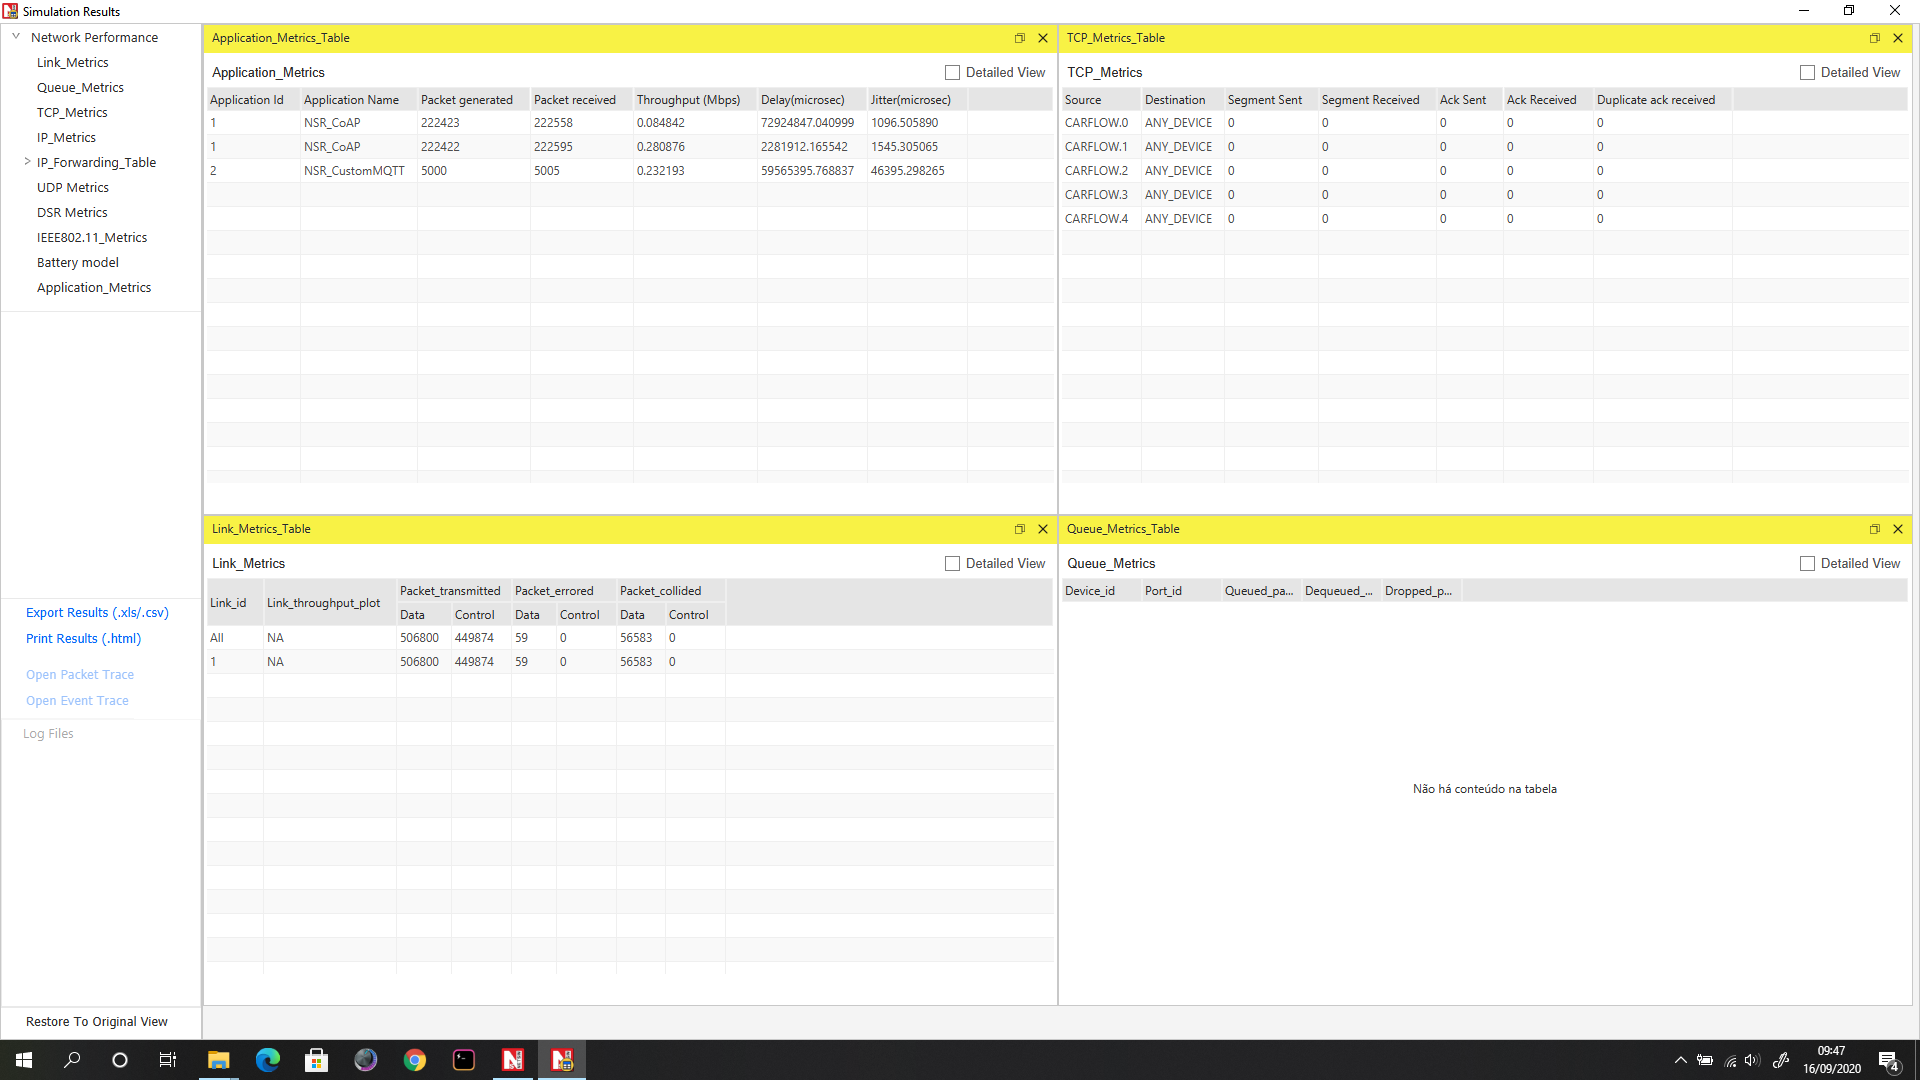 Simulation Results
Network Performance
Link_Metrics
Queue_Metrics
TCP_Metrics
IP_Metrics
IP_Forwarding_Table
UDP Metrics
DSR Metrics
IEEE802.11_Metrics
Battery model
Application_Metrics
Export Results (.xls/.csv)
Print Results (.html)
Open Packet Trace
Open Event Trace
Log Files
Restore To Original View
Application_Metrics_Table
Application_Metrics Detailed View
Application Id Application Name Packet generated Packet received Throughput (Mbps) Delay(microsec) Jitter(microsec)
1 NSR_CoAP 222423 222558 0.084842 72924847.040999 1096.505890
1 NSR_CoAP 222422 222595 0.280876 2281912.165542 1545.305065
2 NSR_CustomMQTT 5000 5005 0.232193 59565395.768837 46395.298265
TCP_Metrics_Table
TCP_Metrics Detailed View
Source Destination Segment Sent Segment Received Ack Sent Ack Received Duplicate ack received
CARFLOW.0 ANY_DEVICE 0 0 0 0 0
CARFLOW.1 ANY_DEVICE 0 0 0 0 0
CARFLOW.2 ANY_DEVICE 0 0 0 0 0
CARFLOW.3 ANY_DEVICE 0 0 0 0 0
CARFLOW.4 ANY_DEVICE 0 0 0 0 0
Link_Metrics_Table
Link_Metrics Detailed View
Link_id Link_throughput_plot Packet_transmitted Packet_errored Packet_collided
Data Control Data Control Data Control
All NA 506800 449874 59 0 56583 0
1 NA 506800 449874 59 0 56583 0
Queue_Metrics_Table
Queue_Metrics Detailed View
Device_id Port_id Queued_pa... Dequeued_... Dropped_p...
Não há conteúdo na tabela
09:47
16/09/2020
4